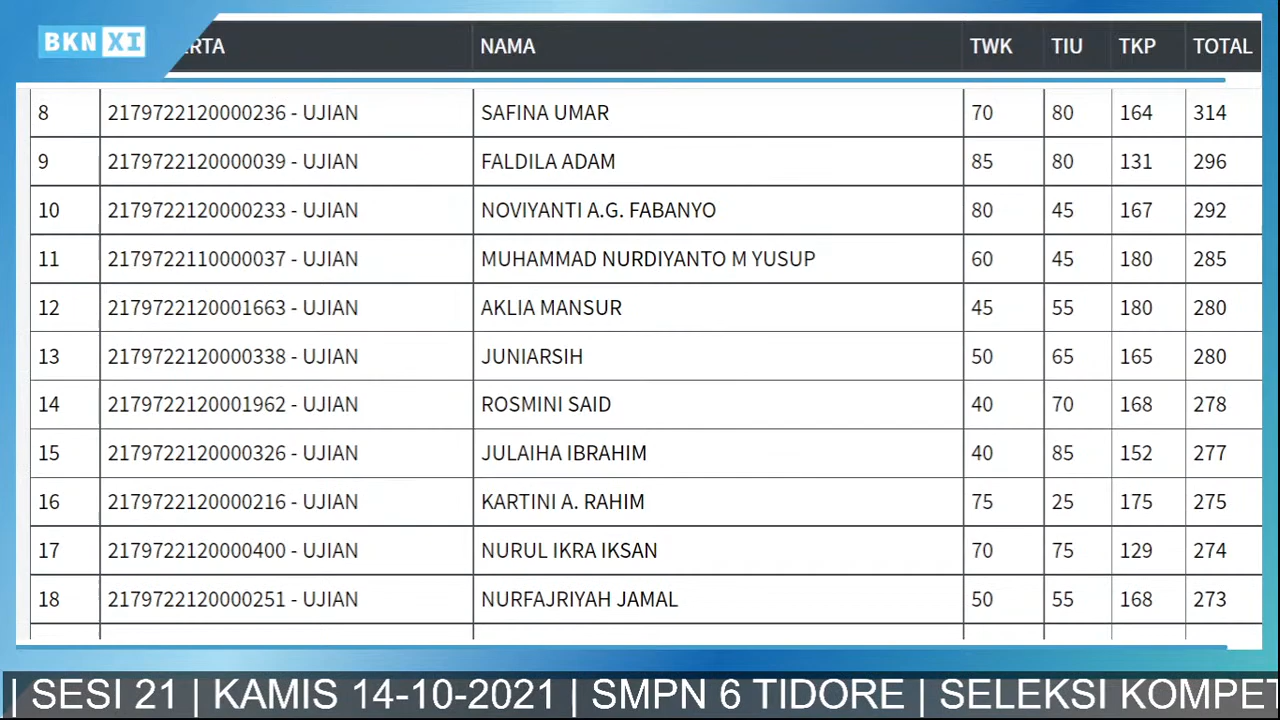 BKN XI
ERTA NAMA TWK TIU TKP TOTAL
8 2179722120000236 - UJIAN SAFINA UMAR 70 80 164 314
9 2179722120000039 - UJIAN FALDILA ADAM 85 80 131 296
10 2179722120000233 - UJIAN NOVIYANTI A.G. FABANYO 80 45 167 292
11 2179722110000037 - UJIAN MUHAMMAD NURDIYANTO M YUSUP 60 45 180 285
12 2179722120001663 - UJIAN AKLIA MANSUR 45 55 180 280
13 2179722120000338 - UJIAN JUNIARSIH 50 65 165 280
14 2179722120001962 - UJIAN ROSMINI SAID 40 70 168 278
15 2179722120000326 - UJIAN JULAIHA IBRAHIM 40 85 152 277
16 2179722120000216 - UJIAN KARTINI A. RAHIM 75 25 175 275
17 2179722120000400 - UJIAN NURUL IKRA IKSAN 70 75 129 274
18 2179722120000251 - UJIAN NURFAJRIYAH JAMAL 50 55 168 273
| SESI 21 | KAMIS 14-10-2021 | SMPN 6 TIDORE | SELEKSI KOMPET